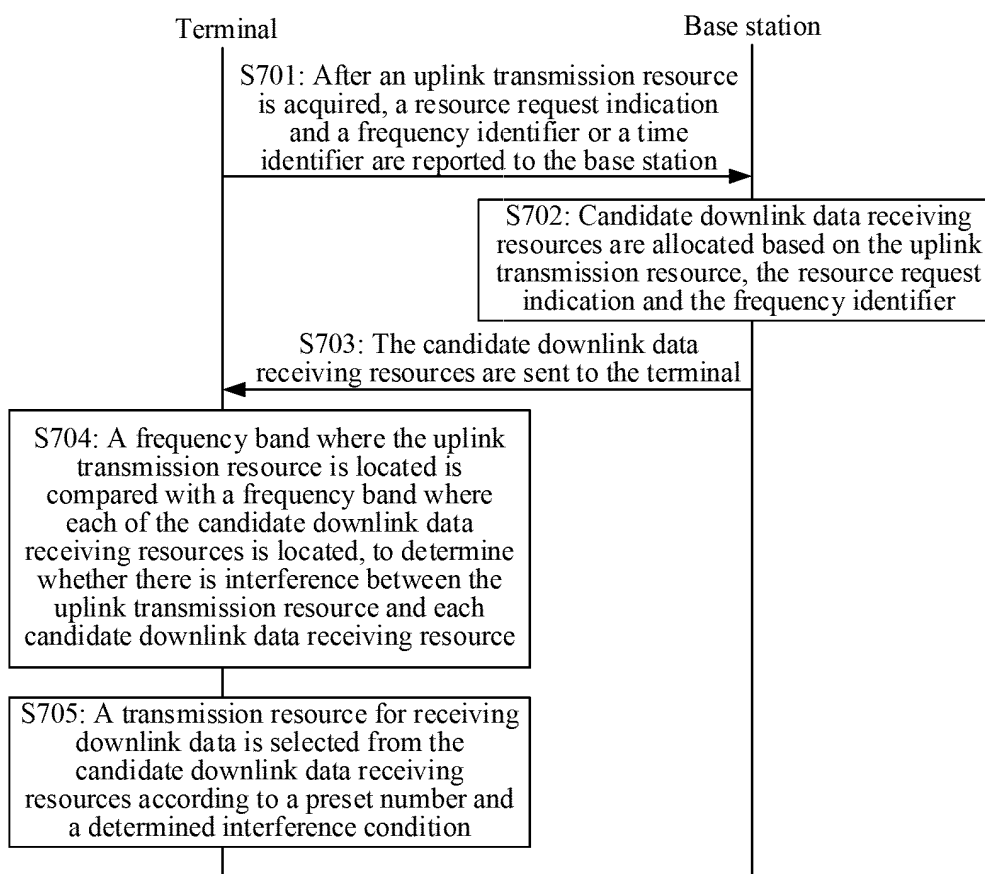 Terminal
Base station
S701: After an uplink transmission resource
is acquired, a resource request indication
and a frequency identifier or a time
identifier are reported to the base station
S702: Candidate downlink data receiving
resources are allocated based on the uplink
transmission resource, the resource request
indication and the frequency identifier
S703: The candidate downlink data
receiving resources are sent to the terminal
S704: A frequency band where the uplink
transmission resource is located is
compared with a frequency band where
each of the candidate downlink data
receiving resources is located, to determine
whether there is interference between the
uplink transmission resource and each
candidate downlink data receiving resource
S705: A transmission resource for receiving
downlink data is selected from the
candidate downlink data receiving
resources according to a preset number and
a determined interference condition